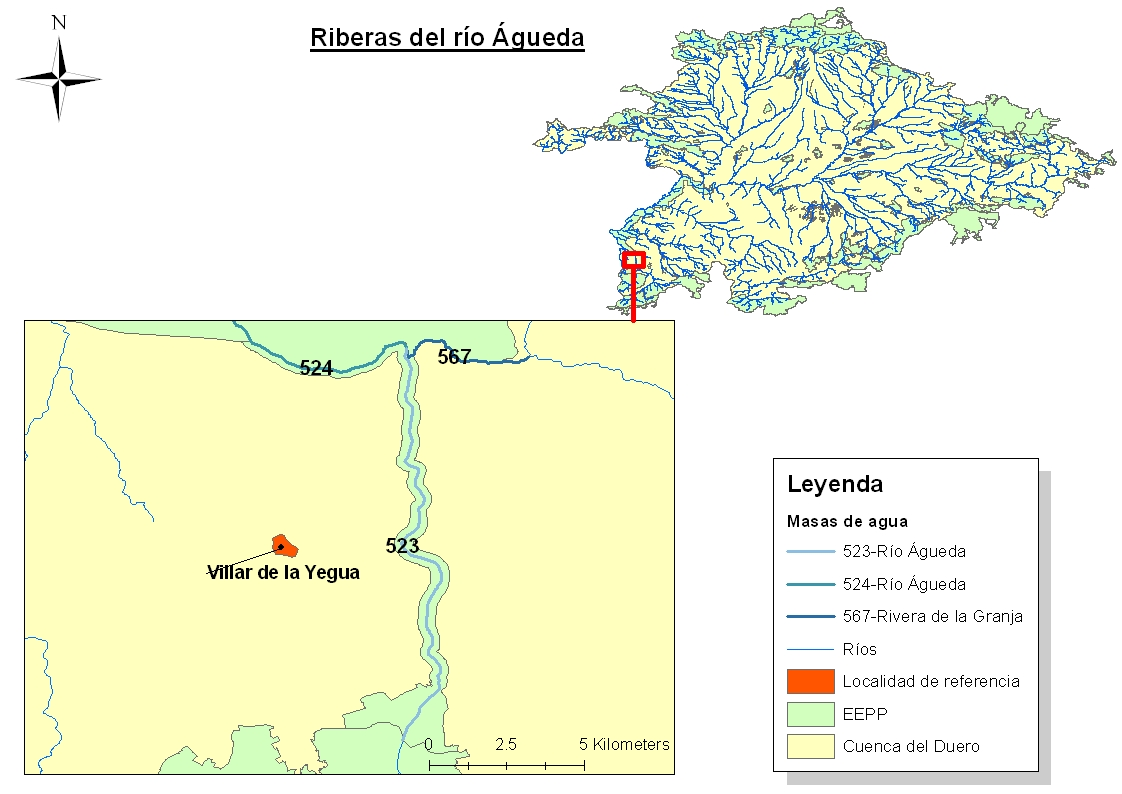 N
Riberas del río Águeda
524
567
523
Villar de la Yegua
0 2.5 5 Kilometers
Leyenda
Masas de agua
523-Río Águeda
524-Río Águeda
567-Rivera de la Granja
Ríos
Localidad de referencia
EEPP
Cuenca del Duero